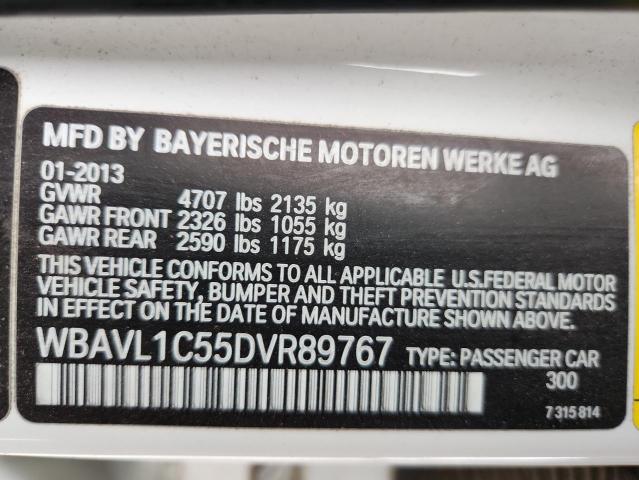 MFD BY BAYERISCHE MOTOREN WERKE AG
01-2013
GVWR 4707 lbs 2135 kg
GAWR FRONT 2326 lbs 1055 kg
GAWR REAR 2590 lbs 1175 kg
THIS VEHICLE CONFORMS TO ALL APPLICABLE U.S.FEDERAL MOTOR
VEHICLE SAFETY, BUMPER AND THEFT PREVENTION STANDARDS
IN EFFECT ON THE DATE OF MANUFACTURE SHOWN ABOVE.
WBAVL1C55DVR89767 TYPE: PASSENGER CAR
300
7 315 814